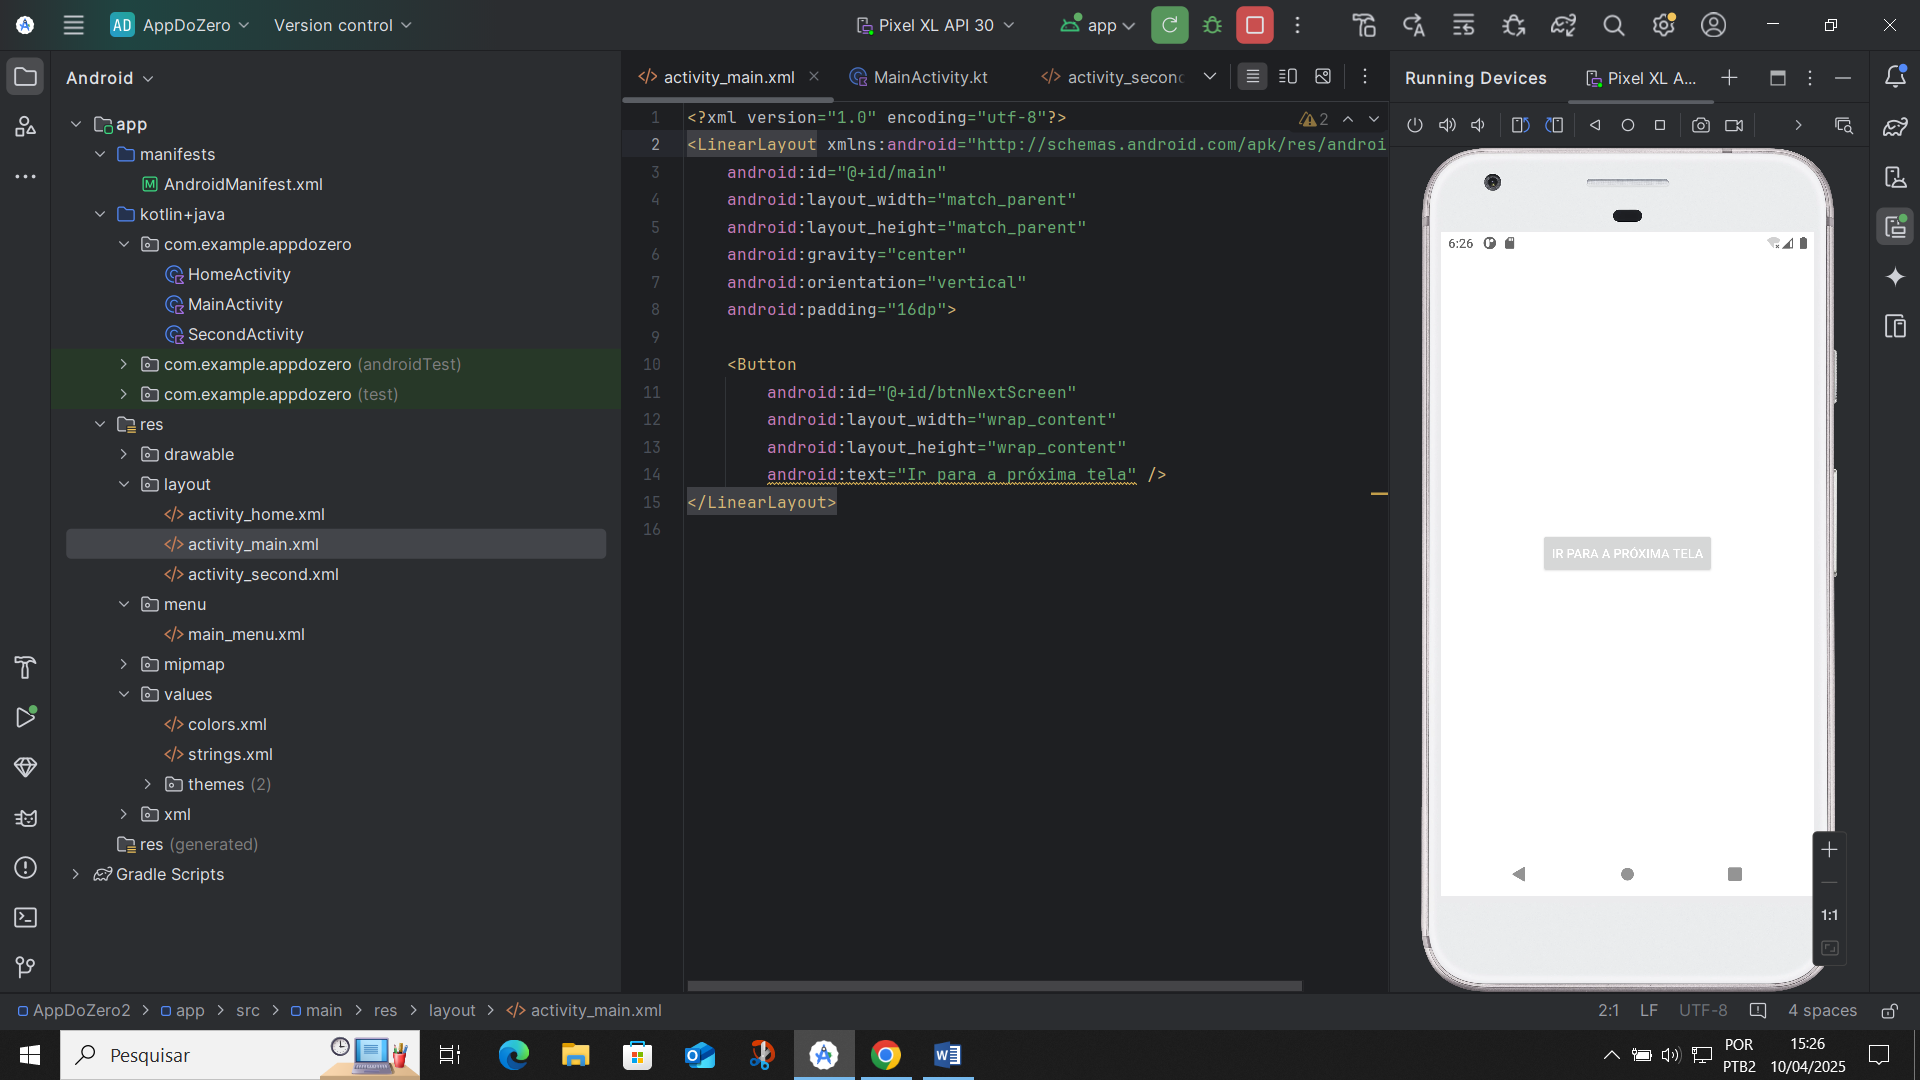 AD AppDoZero Version control Pixel XL API 30 app
Android
app
manifests
AndroidManifest.xml
kotlin+java
com.example.appdozero
HomeActivity
MainActivity
SecondActivity
com.example.appdozero (androidTest)
com.example.appdozero (test)
res
drawable
layout
activity_home.xml
activity_main.xml
activity_second.xml
menu
main_menu.xml
mipmap
values
colors.xml
strings.xml
themes (2)
xml
res (generated)
Gradle Scripts
activity_main.xml MainActivity.kt activity_second
2
1 <?xml version="1.0" encoding="utf-8"?>
2 <LinearLayout xmlns:android="http://schemas.android.com/apk/res/androi
3 android:id="@+id/main"
4 android:layout_width="match_parent"
5 android:layout_height="match_parent"
6 android:gravity="center"
7 android:orientation="vertical"
8 android:padding="16dp">
9
10 <Button
11 android:id="@+id/btnNextScreen"
12 android:layout_width="wrap_content"
13 android:layout_height="wrap_content"
14 android:text="Ir para a próxima tela" />
15 </LinearLayout>
16
Running Devices Pixel XL A...
6:26
IR PARA A PRÓXIMA TELA
1:1
AppDoZero2 > app > src > main > res > layout > activity_main.xml
2:1 LF UTF-8 4 spaces
Pesquisar
POR
PTB2
15:26
10/04/2025